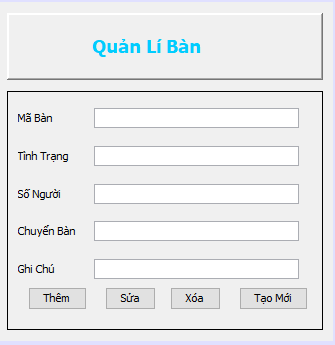 Quản Lí Bàn
Mã Bàn
Tình Trạng
Số Người
Chuyển Bàn
Ghi Chú
Thêm Sửa Xóa Tạo Mới